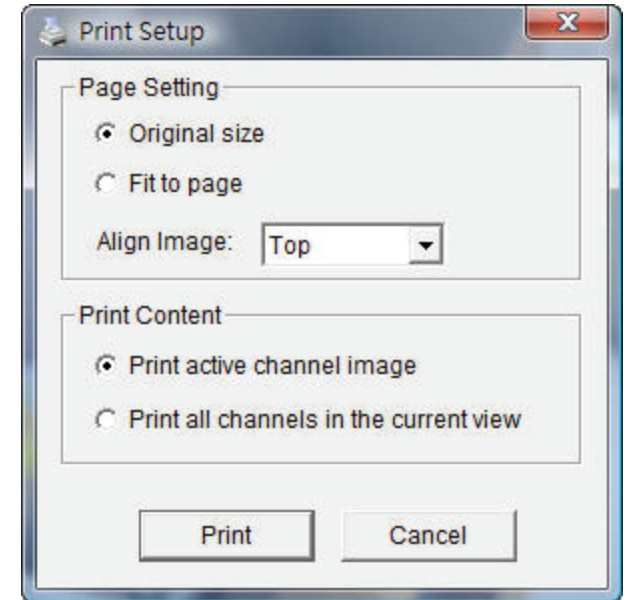 Print Setup
Page Setting
Original size
Fit to page
Align Image: Top
Print Content
Print active channel image
Print all channels in the current view
Print Cancel